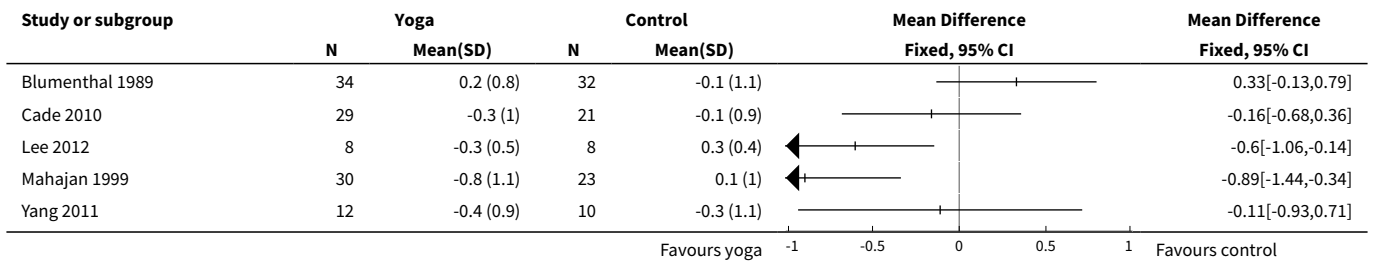 Study or subgroup Yoga Control Mean Difference Mean Difference
N Mean(SD) N Mean(SD) Fixed, 95% CI Fixed, 95% CI
Blumenthal 1989 34 0.2 (0.8) 32 -0.1 (1.1) 0.33[-0.13,0.79]
Cade 2010 29 -0.3 (1) 21 -0.1 (0.9) -0.16[-0.68,0.36]
Lee 2012 8 -0.3 (0.5) 8 0.3 (0.4) -0.6[-1.06,-0.14]
Mahajan 1999 30 -0.8 (1.1) 23 0.1 (1) -0.89[-1.44,-0.34]
Yang 2011 12 -0.4 (0.9) 10 -0.3 (1.1) -0.11[-0.93,0.71]
Favours yoga -1 -0.5 0 0.5 1 Favours control